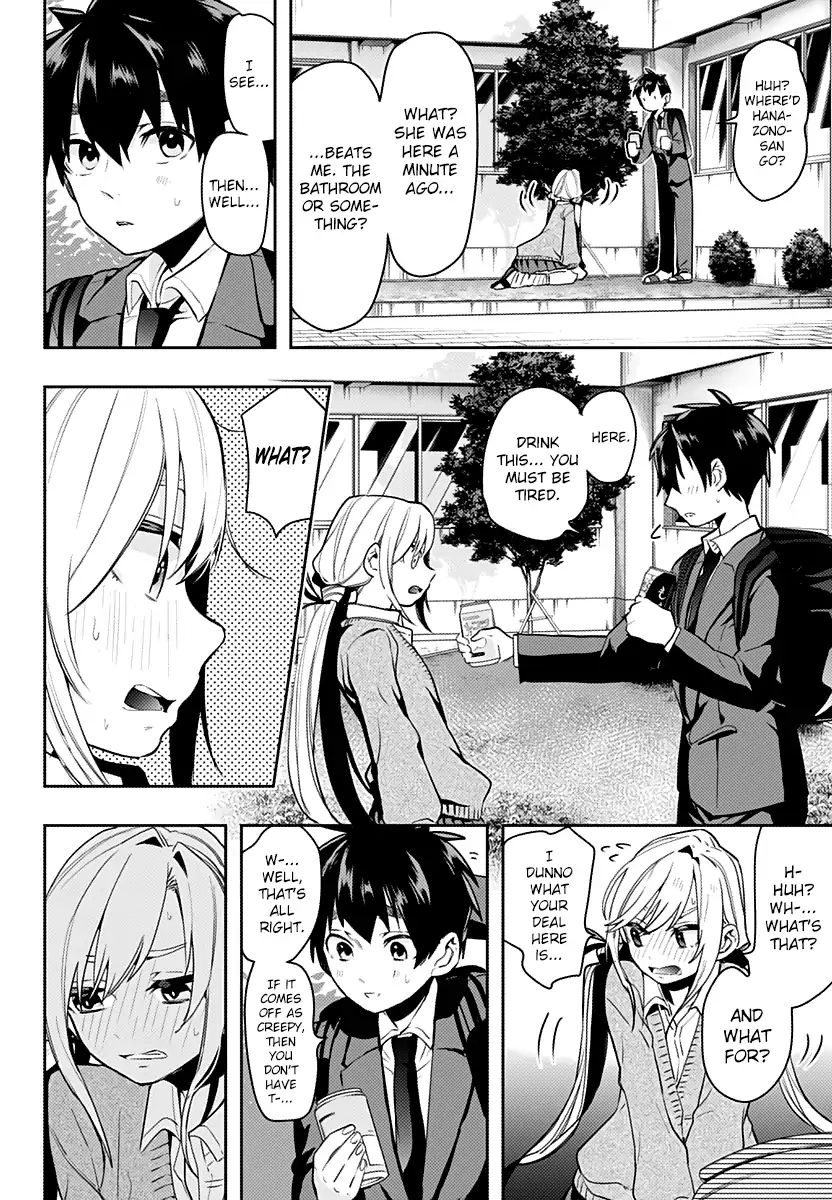 HUH?
WHERE'D
HANA-
ZONO-
SAN
GO?
WHAT?
SHE WAS
HERE A
MINUTE
AGO...
...BEATS
ME. THE
BATHROOM
OR SOME-
THING?
I
SEE...
THEN...
WELL...
HERE.
DRINK
THIS... YOU
MUST BE
TIRED.
WHAT?
H-
HUH?
WH-...
WHAT'S
THAT?
AND
WHAT
FOR?
I
DUNNO
WHAT
YOUR
DEAL
HERE
IS...
W-...
WELL,
THAT'S
ALL
RIGHT.
IF IT
COMES
OFF AS
CREEPY,
THEN
YOU
DON'T
HAVE
T-...